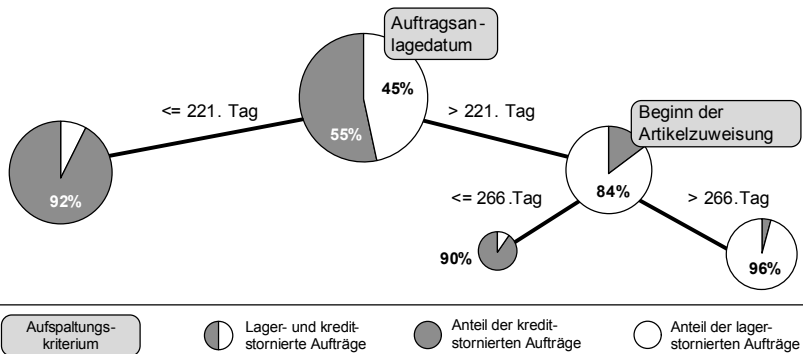 Auftragsan-
lagedatum
45%
55%
<= 221. Tag
> 221. Tag
Beginn der
Artikelzuweisung
92%
84%
<= 266.Tag
> 266.Tag
90%
96%
Aufspaltungs-
kriterium
Lager- und kredit-
stornierte Aufträge
Anteil der kredit-
stornierten Aufträge
Anteil der lager-
stornierten Aufträge